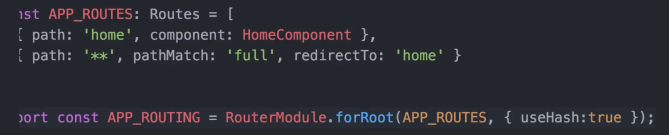 nst APP_ROUTES: Routes = [
{ path: 'home', component: HomeComponent },
{ path: '**', pathMatch: 'full', redirectTo: 'home' }
port const APP_ROUTING = RouterModule.forRoot(APP_ROUTES, { useHash:true });